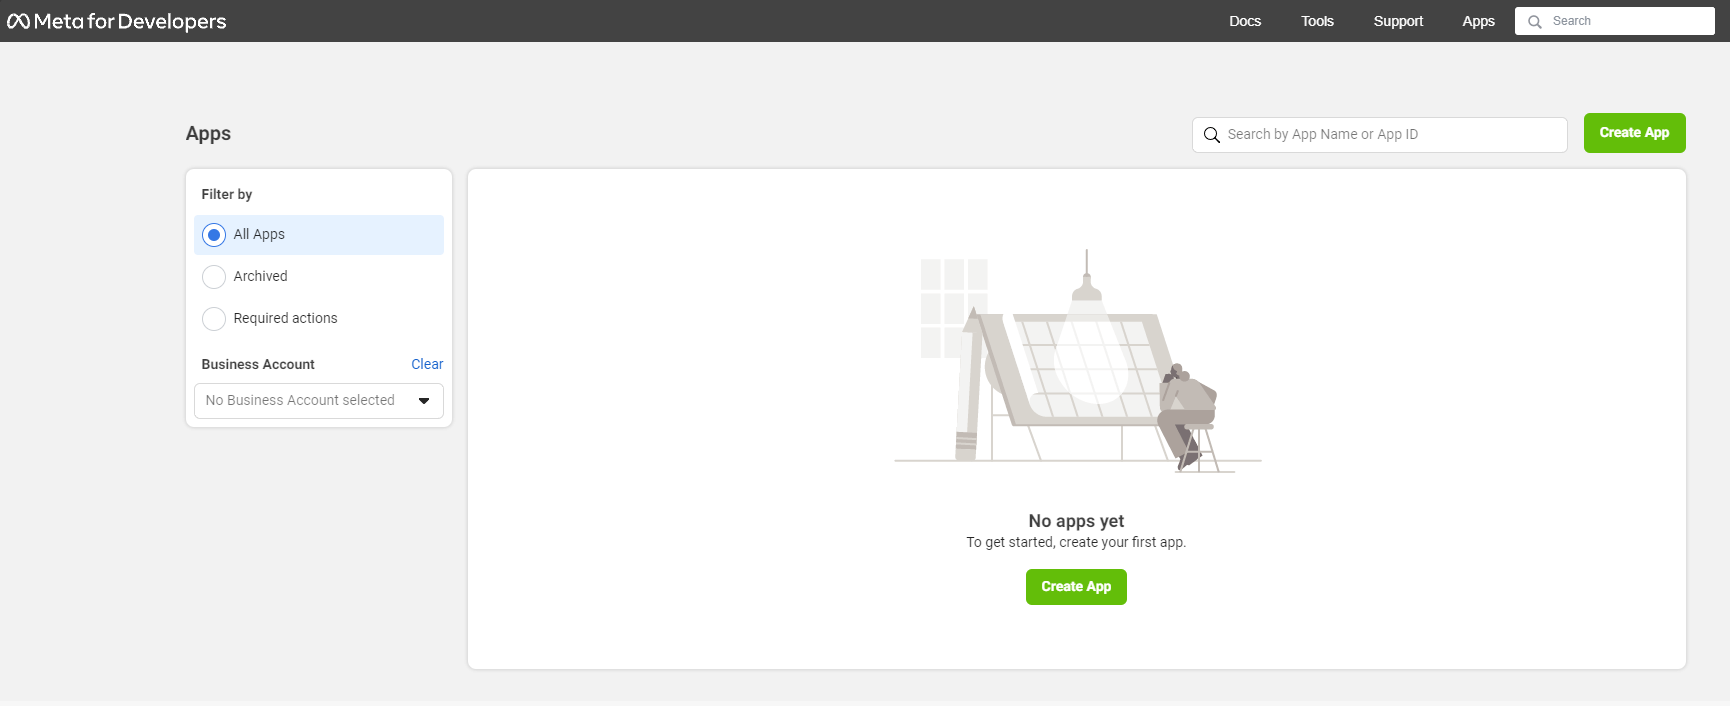 Meta for Developers
Docs Tools Support Apps Search
Apps
Search by App Name or App ID
Create App
Filter by
All Apps
Archived
Required actions
Business Account Clear
No Business Account selected
No apps yet
To get started, create your first app.
Create App